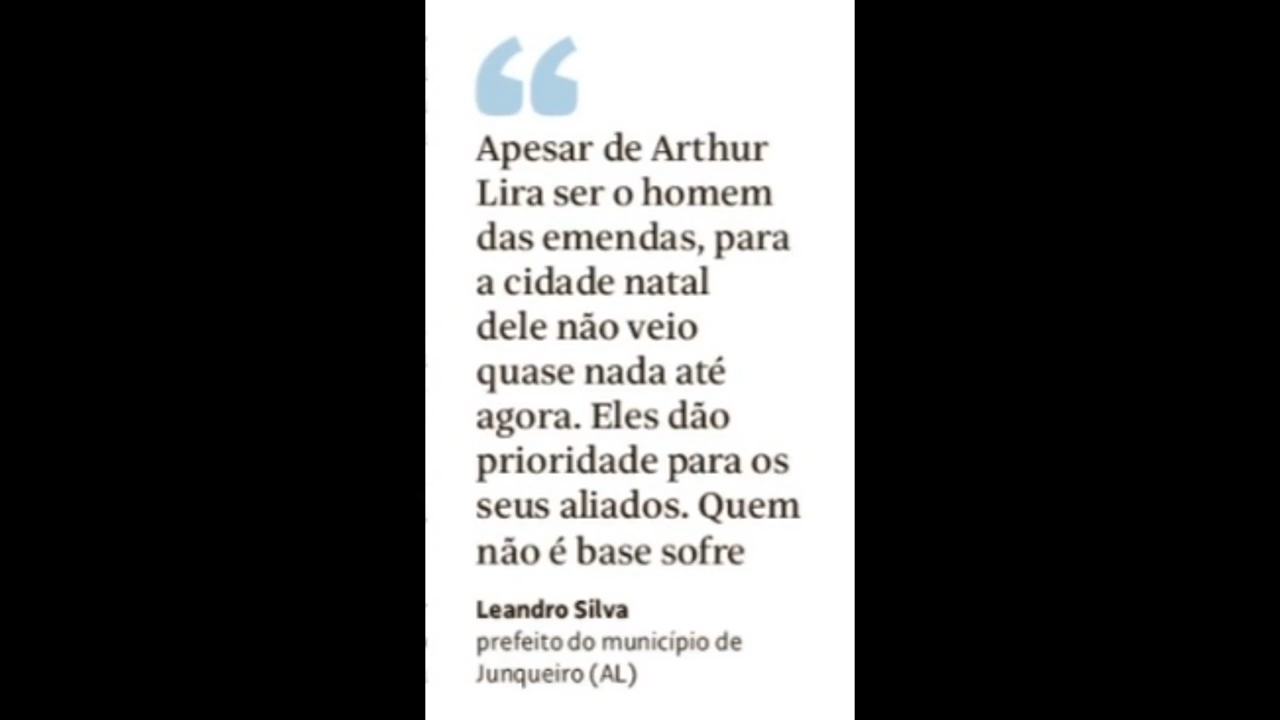 “
Apesar de Arthur
Lira ser o homem
das emendas, para
a cidade natal
dele não veio
quase nada até
agora. Eles dão
prioridade para os
seus aliados. Quem
não é base sofre
Leandro Silva
prefeito do município de
Junqueiro (AL)